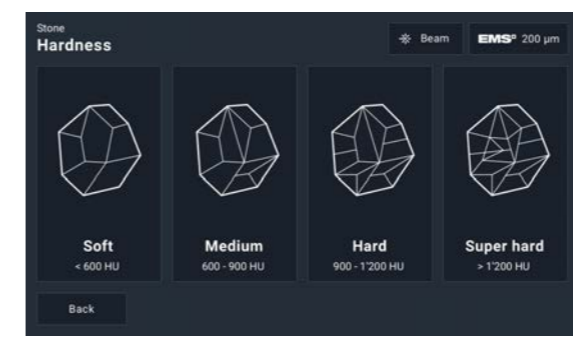 Stone
Hardness
Beam
EMS 200 μm
Soft
< 600 HU
Medium
600 - 900 HU
Hard
900 - 1'200 HU
Super hard
> 1'200 HU
Back